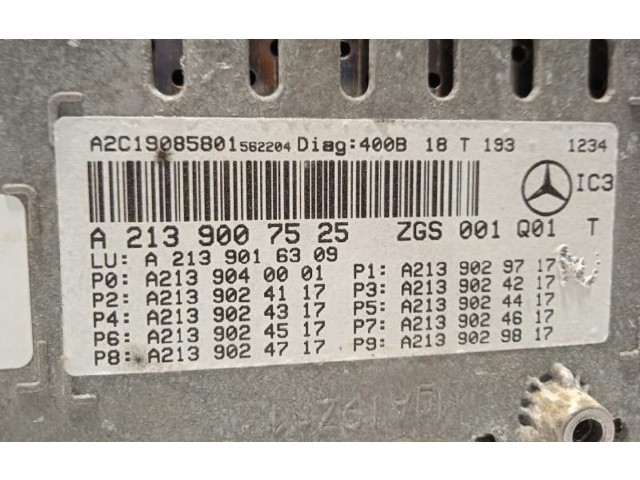 A2C19085801 562204 Diag:400B 18 T 193 1234
IC3
A 213 900 75 25 ZGS 001 Q01 T
LU: A 213 901 63 09
P0: A213 904 00 01 P1: A213 902 97 17
P2: A213 902 41 17 P3: A213 902 42 17
P4: A213 902 43 17 P5: A213 902 44 17
P6: A213 902 45 17 P7: A213 902 46 17
P8: A213 902 47 17 P9: A213 902 98 17